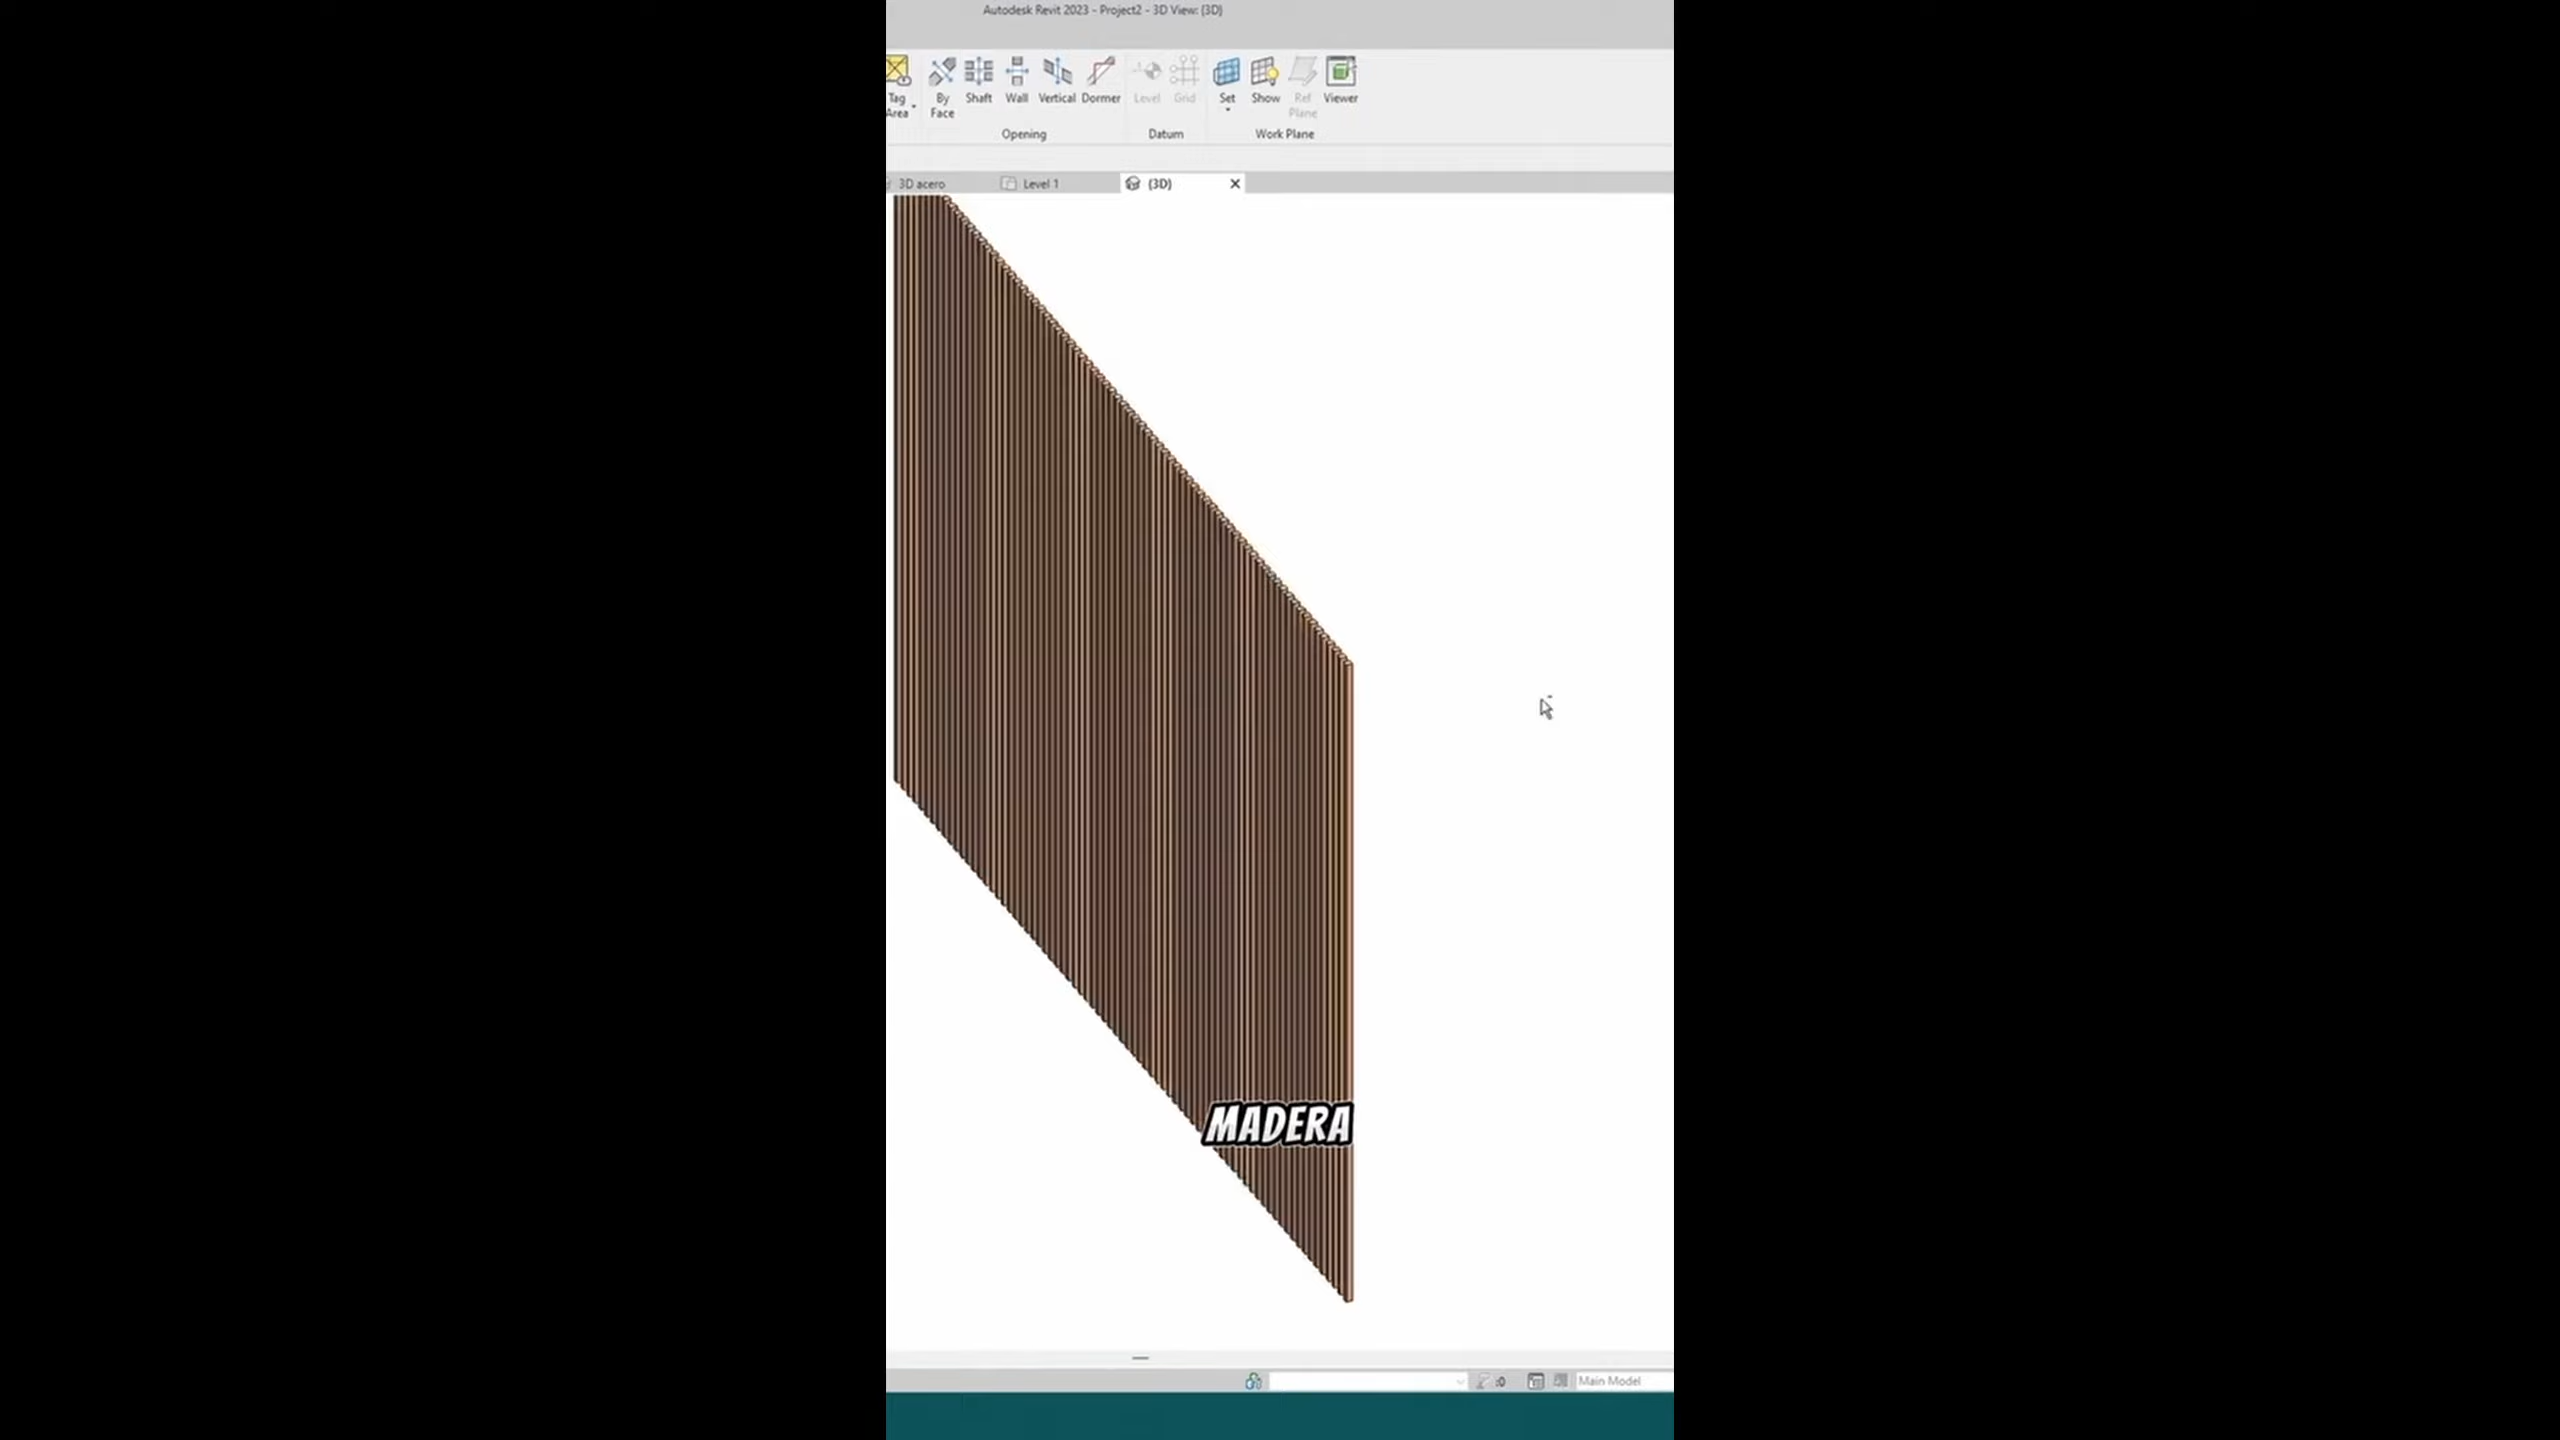 Autodesk Revit 2023 - Project2 - 3D View: {3D}
Tag Area
By Face
Shaft
Wall
Vertical
Dormer
Level
Grid
Set
Show
Ref Plane
Viewer
Opening
Datum
Work Plane
3D acero
Level 1
{3D}
MADERA
:0
Main Model